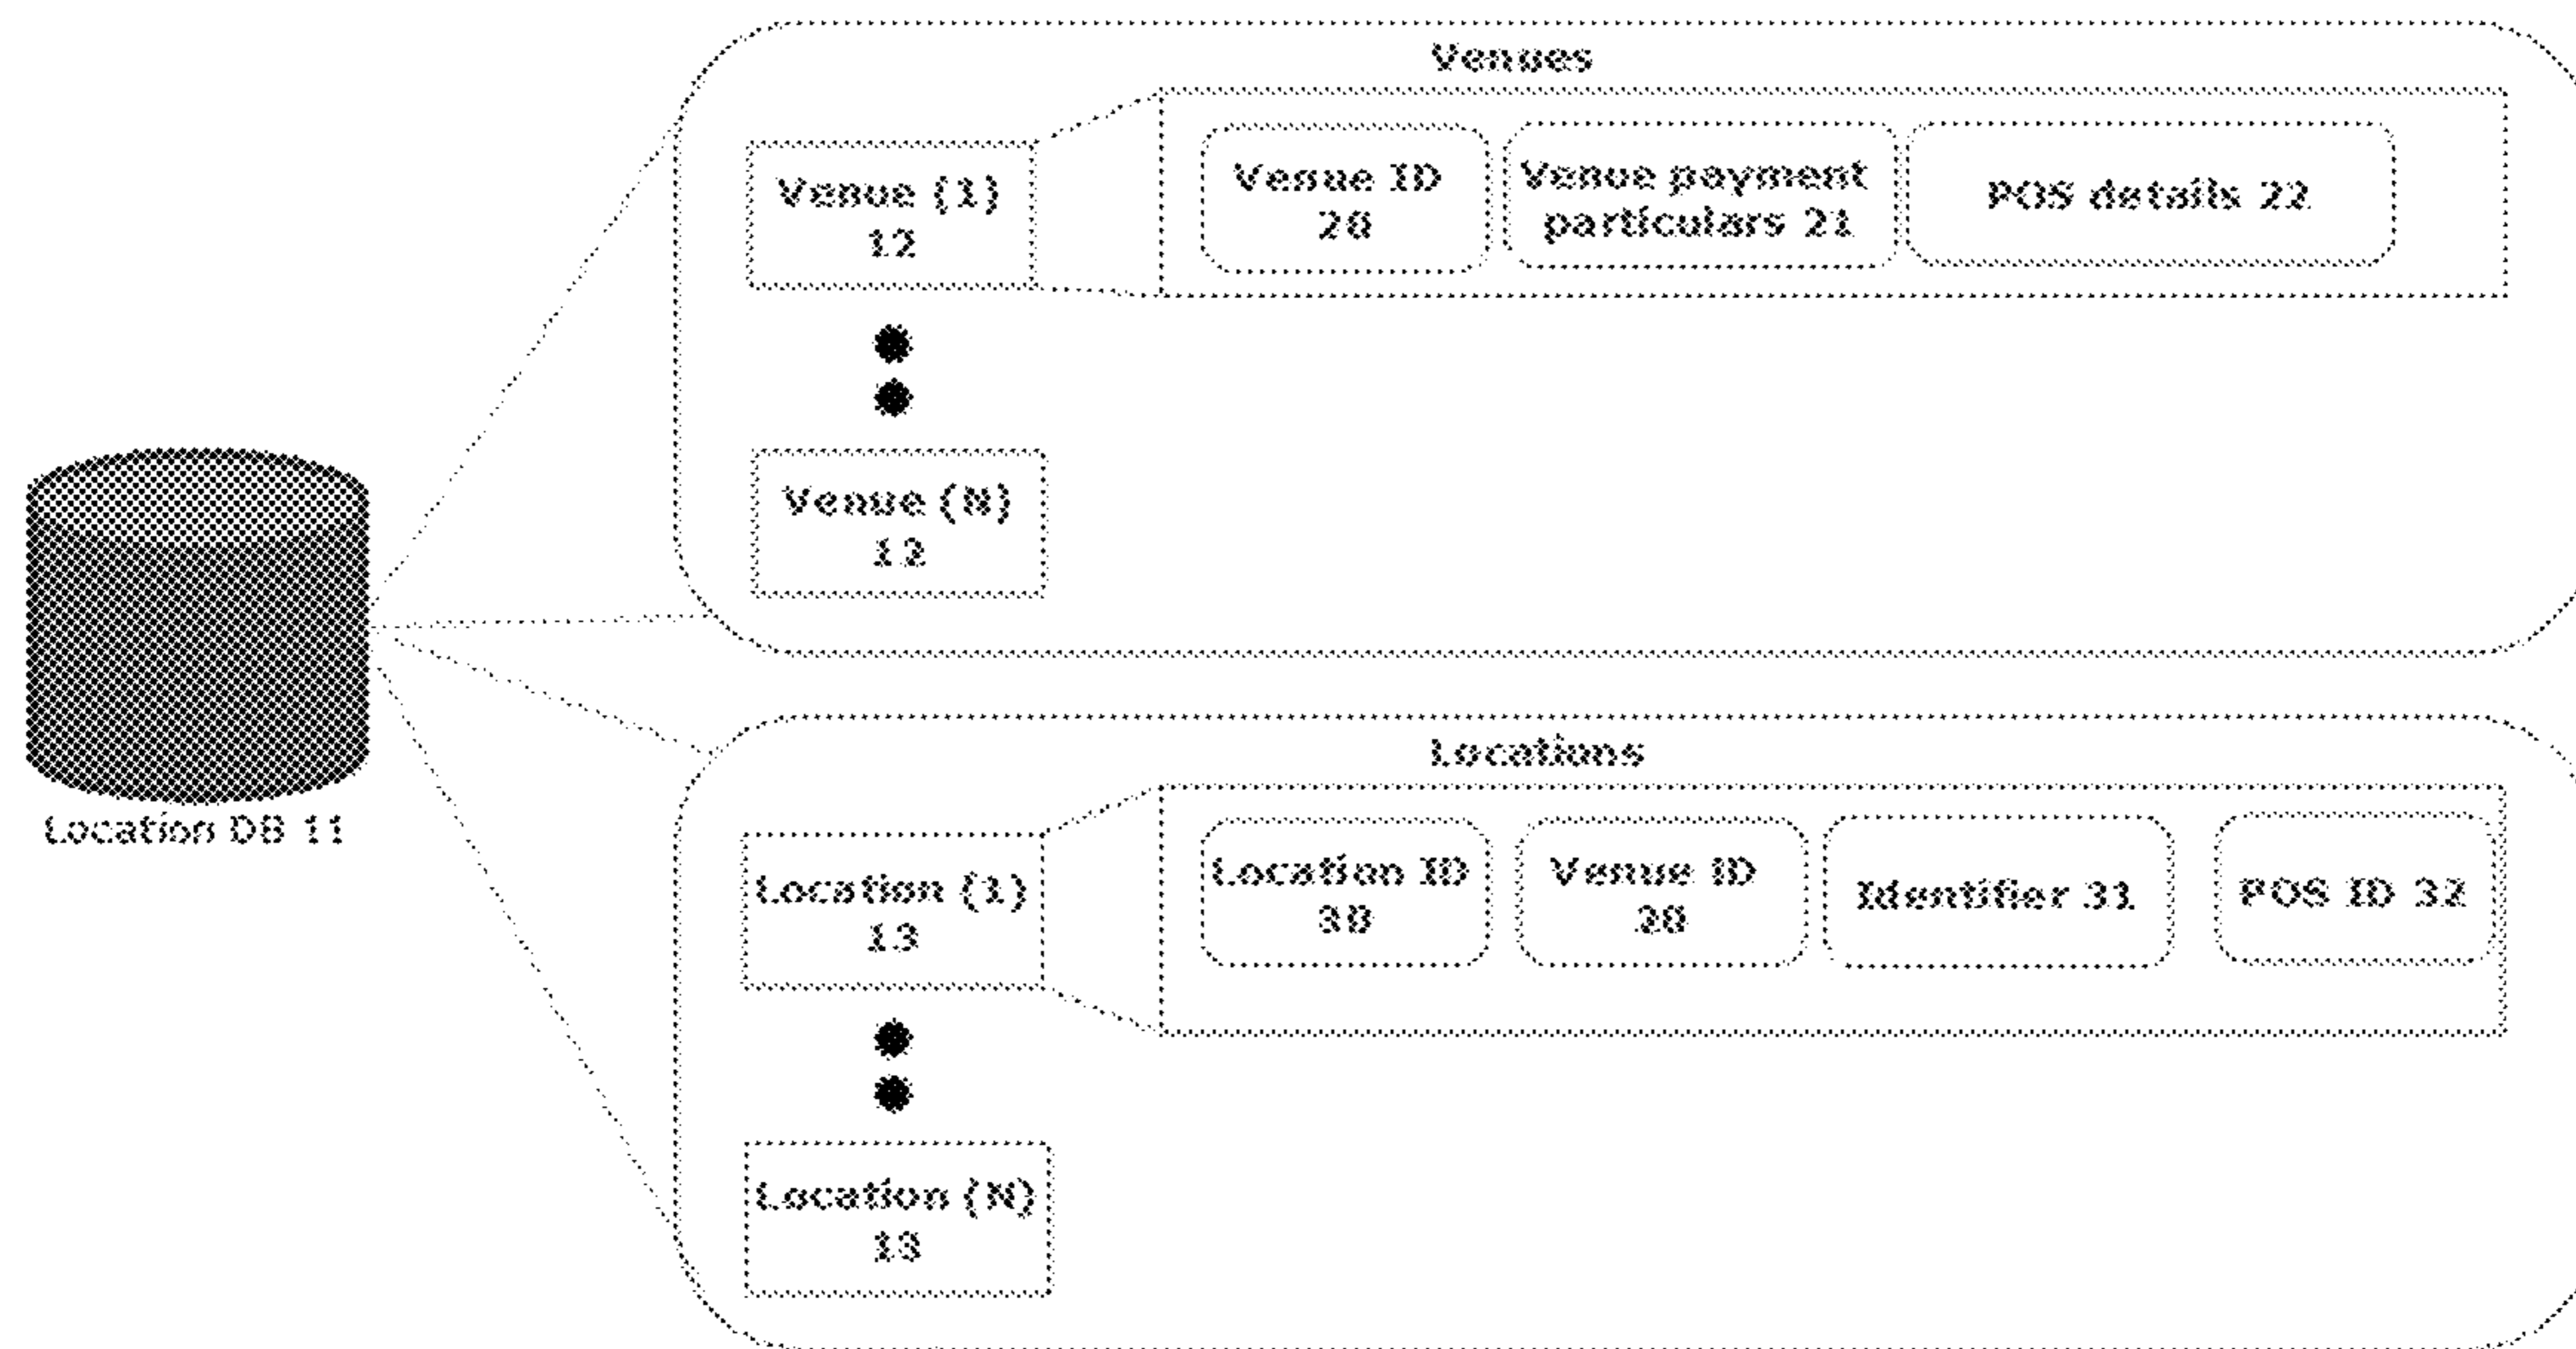 Venues
Venue (1)
12
Venue ID
20
Venue payment
particulars 21
POS details 22
Venue (N)
12
Location DB 11
Locations
Location (1)
13
Location ID
30
Venue ID
20
Identifier 31
POS ID 32
Location (N)
13